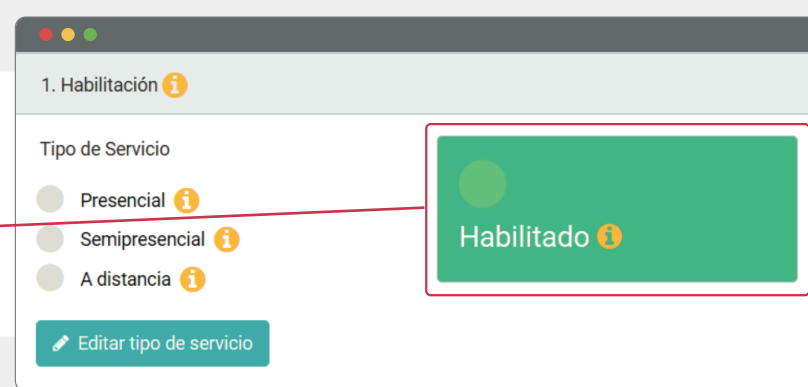 1. Habilitación
Tipo de Servicio
Presencial
Semipresencial
A distancia
Editar tipo de servicio
Habilitado